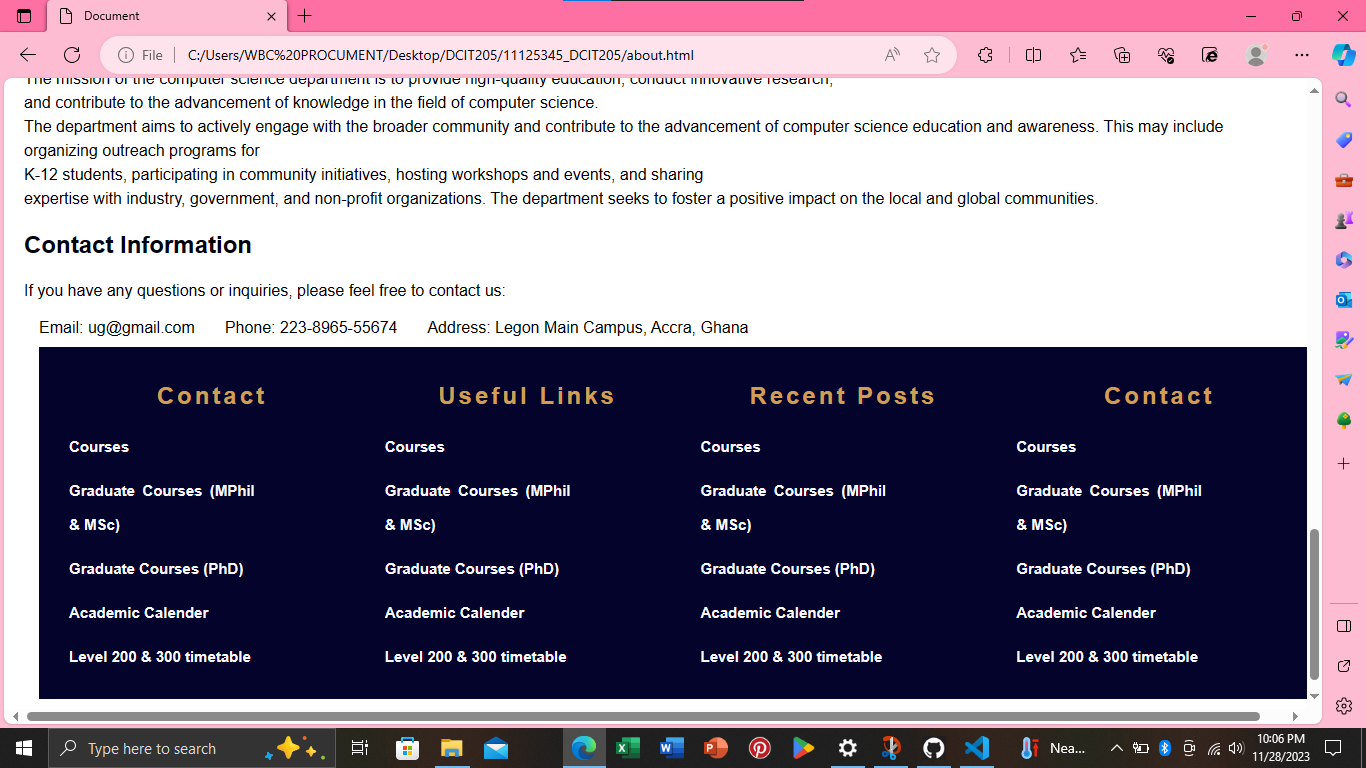 Document
File
C:/Users/WBC%20PROCUMENT/Desktop/DCIT205/11125345_DCIT205/about.html
The mission of the computer science department is to provide high-quality education, conduct innovative research,
and contribute to the advancement of knowledge in the field of computer science.
The department aims to actively engage with the broader community and contribute to the advancement of computer science education and awareness. This may include
organizing outreach programs for
K-12 students, participating in community initiatives, hosting workshops and events, and sharing
expertise with industry, government, and non-profit organizations. The department seeks to foster a positive impact on the local and global communities.
Contact Information
If you have any questions or inquiries, please feel free to contact us:
Email: ug@gmail.com Phone: 223-8965-55674 Address: Legon Main Campus, Accra, Ghana
Contact Useful Links Recent Posts Contact
Courses Courses Courses Courses
Graduate Courses (MPhil Graduate Courses (MPhil Graduate Courses (MPhil Graduate Courses (MPhil
& MSc) & MSc) & MSc) & MSc)
Graduate Courses (PhD) Graduate Courses (PhD) Graduate Courses (PhD) Graduate Courses (PhD)
Academic Calender Academic Calender Academic Calender Academic Calender
Level 200 & 300 timetable Level 200 & 300 timetable Level 200 & 300 timetable Level 200 & 300 timetable
Type here to search
Nea...
10:06 PM
11/28/2023